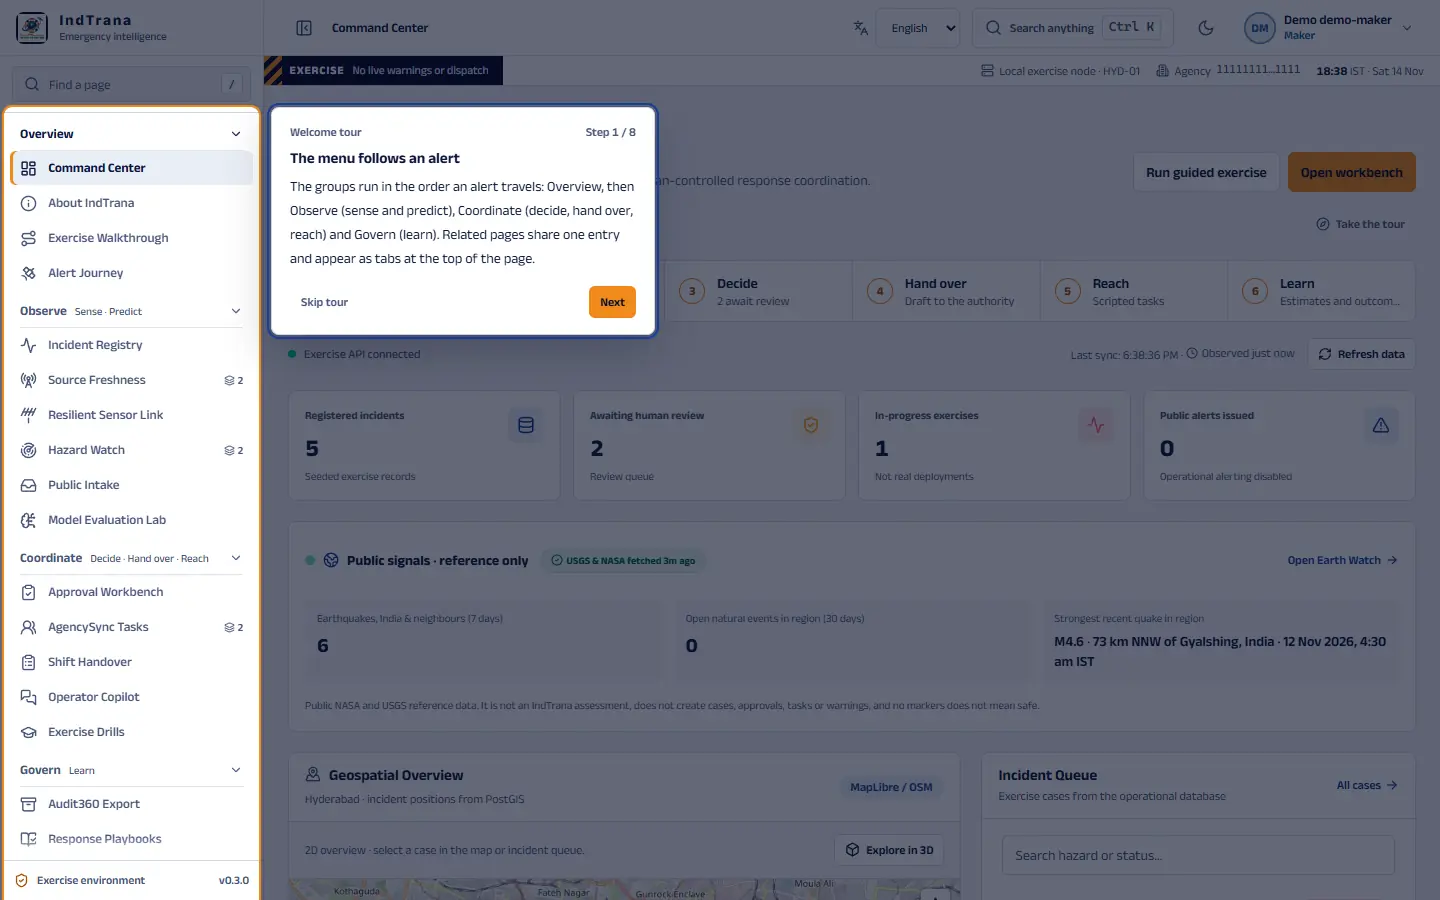 IndTrana
Emergency intelligence
Command Center
English
Search anything
Ctrl K
DM
Demo demo-maker
Maker
Find a page
/
EXERCISE No live warnings or dispatch
Local exercise node · HYD-01
Agency 11111111…1111
18:38 IST · Sat 14 Nov
Overview
Command Center
About IndTrana
Exercise Walkthrough
Alert Journey
Observe Sense · Predict
Incident Registry
Source Freshness 2
Resilient Sensor Link
Hazard Watch 2
Public Intake
Model Evaluation Lab
Coordinate Decide · Hand over · Reach
Approval Workbench
AgencySync Tasks 2
Shift Handover
Operator Copilot
Exercise Drills
Govern Learn
Audit360 Export
Response Playbooks
Exercise environment v0.3.0
Welcome tour Step 1 / 8
The menu follows an alert
The groups run in the order an alert travels: Overview, then
Observe (sense and predict), Coordinate (decide, hand over,
reach) and Govern (learn). Related pages share one entry
and appear as tabs at the top of the page.
Skip tour
Next
an-controlled response coordination.
Run guided exercise
Open workbench
Take the tour
3 Decide
2 await review
4 Hand over
Draft to the authority
5 Reach
Scripted tasks
6 Learn
Estimates and outcom...
Exercise API connected
Last sync: 6:38:36 PM · Observed just now
Refresh data
Registered incidents
5
Seeded exercise records
Awaiting human review
2
Review queue
In-progress exercises
1
Not real deployments
Public alerts issued
0
Operational alerting disabled
Public signals · reference only
USGS & NASA fetched 3m ago
Open Earth Watch
Earthquakes, India & neighbours (7 days)
6
Open natural events in region (30 days)
0
Strongest recent quake in region
M4.6 · 73 km NNW of Gyalshing, India · 12 Nov 2026, 4:30
am IST
Public NASA and USGS reference data. It is not an IndTrana assessment, does not create cases, approvals, tasks or warnings, and no markers does not mean safe.
Geospatial Overview
Hyderabad · incident positions from PostGIS
MapLibre / OSM
2D overview · select a case in the map or incident queue.
Explore in 3D
Kothaguda
Fateh Nagar
Gunrock Enclave
Moula Ali
Incident Queue
Exercise cases from the operational database
All cases
Search hazard or status...